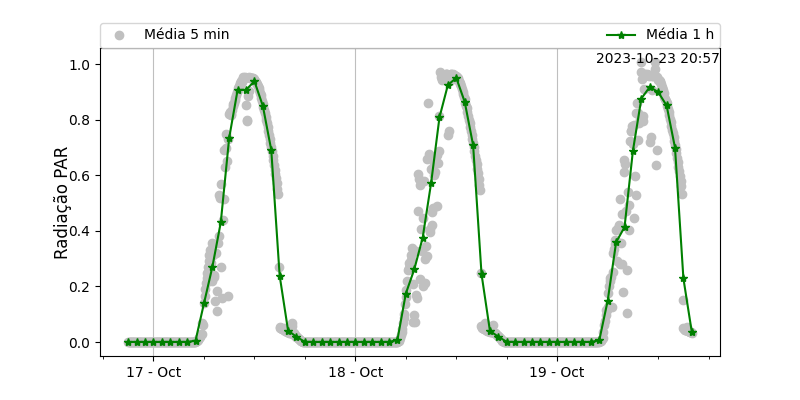 Média 5 min
Média 1 h
2023-10-23 20:57
1.0
0.8
0.6
0.4
0.2
0.0
Radiação PAR
17 - Oct
18 - Oct
19 - Oct